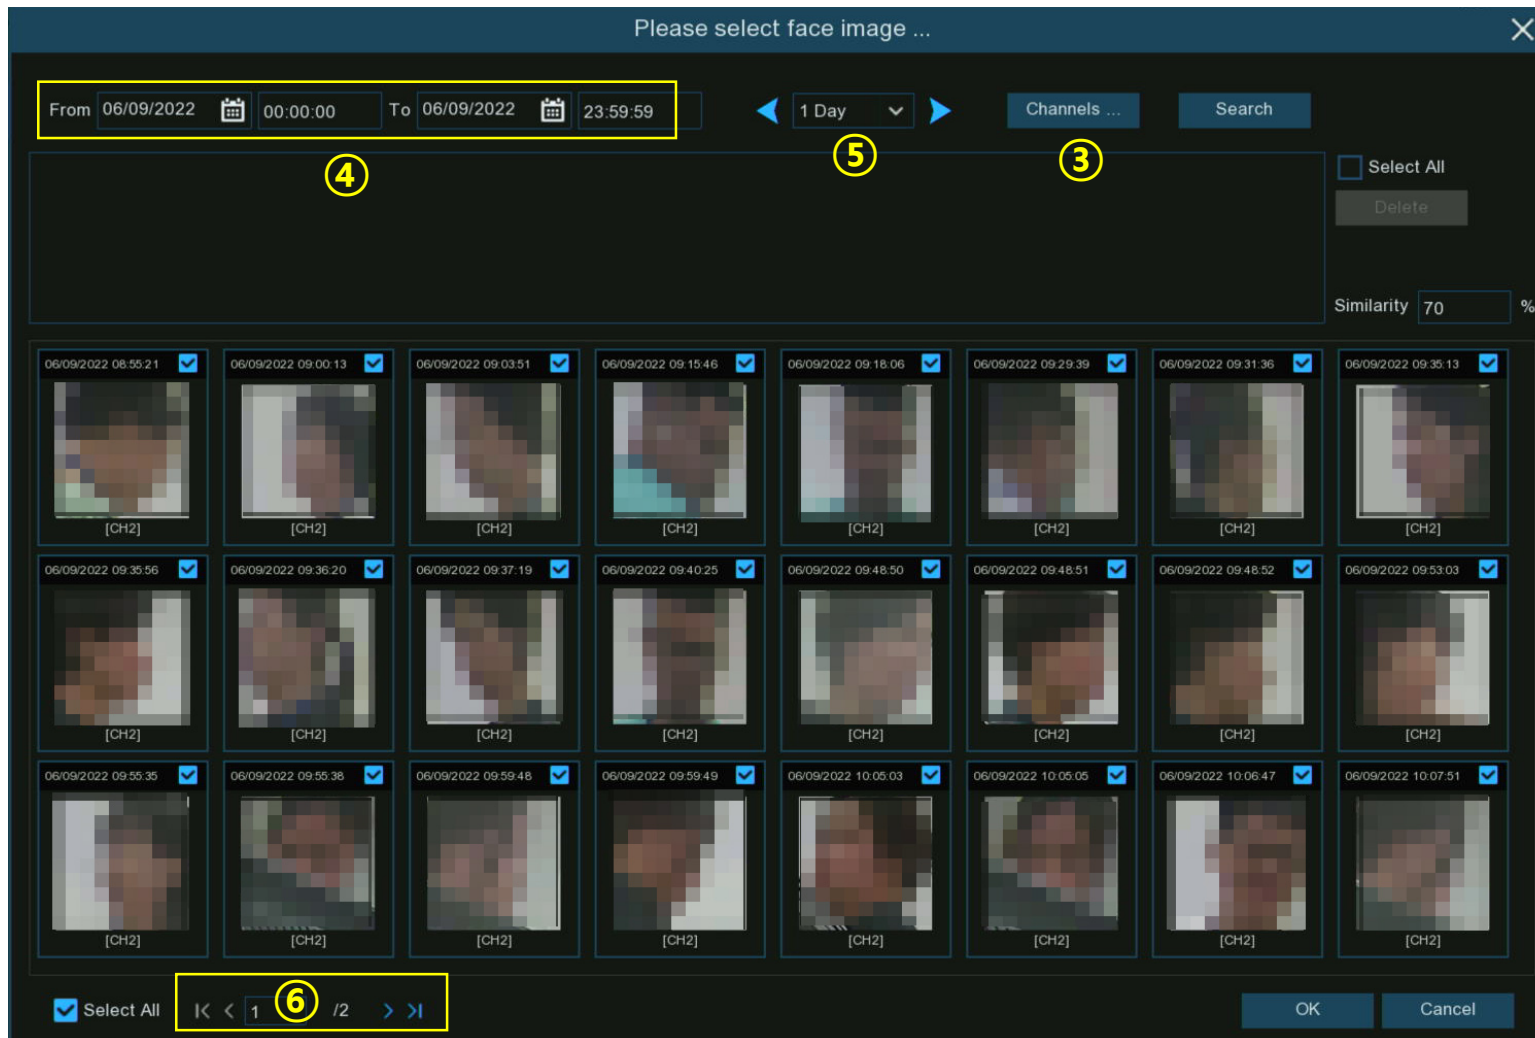 Please select face image ...
From 06/09/2022 00:00:00 To 06/09/2022 23:59:59 1 Day Channels ... Search
④ ⑤ ③
Select All
Delete
Similarity 70 %
06/09/2022 08:55:21 06/09/2022 09:00:13 06/09/2022 09:03:51 06/09/2022 09:15:46 06/09/2022 09:18:06 06/09/2022 09:29:39 06/09/2022 09:31:36 06/09/2022 09:35:13
[CH2] [CH2] [CH2] [CH2] [CH2] [CH2] [CH2] [CH2]
06/09/2022 09:35:56 06/09/2022 09:36:20 06/09/2022 09:37:19 06/09/2022 09:40:25 06/09/2022 09:48:50 06/09/2022 09:48:51 06/09/2022 09:48:52 06/09/2022 09:53:03
[CH2] [CH2] [CH2] [CH2] [CH2] [CH2] [CH2] [CH2]
06/09/2022 09:55:35 06/09/2022 09:55:38 06/09/2022 09:59:48 06/09/2022 09:59:49 06/09/2022 10:05:03 06/09/2022 10:05:05 06/09/2022 10:06:47 06/09/2022 10:07:51
[CH2] [CH2] [CH2] [CH2] [CH2] [CH2] [CH2] [CH2]
Select All 1 ⑥ /2 OK Cancel